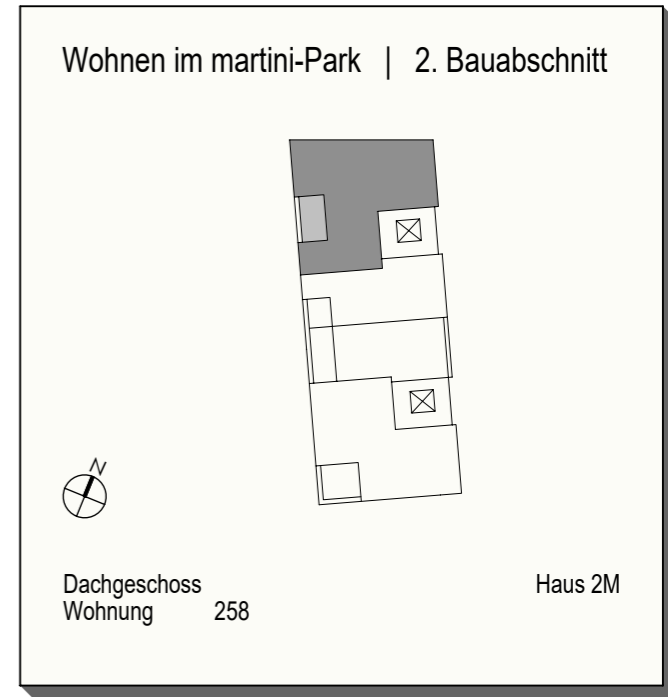 Wohnen im martini-Park | 2. Bauabschnitt
N
Dachgeschoss
Haus 2M
Wohnung 258